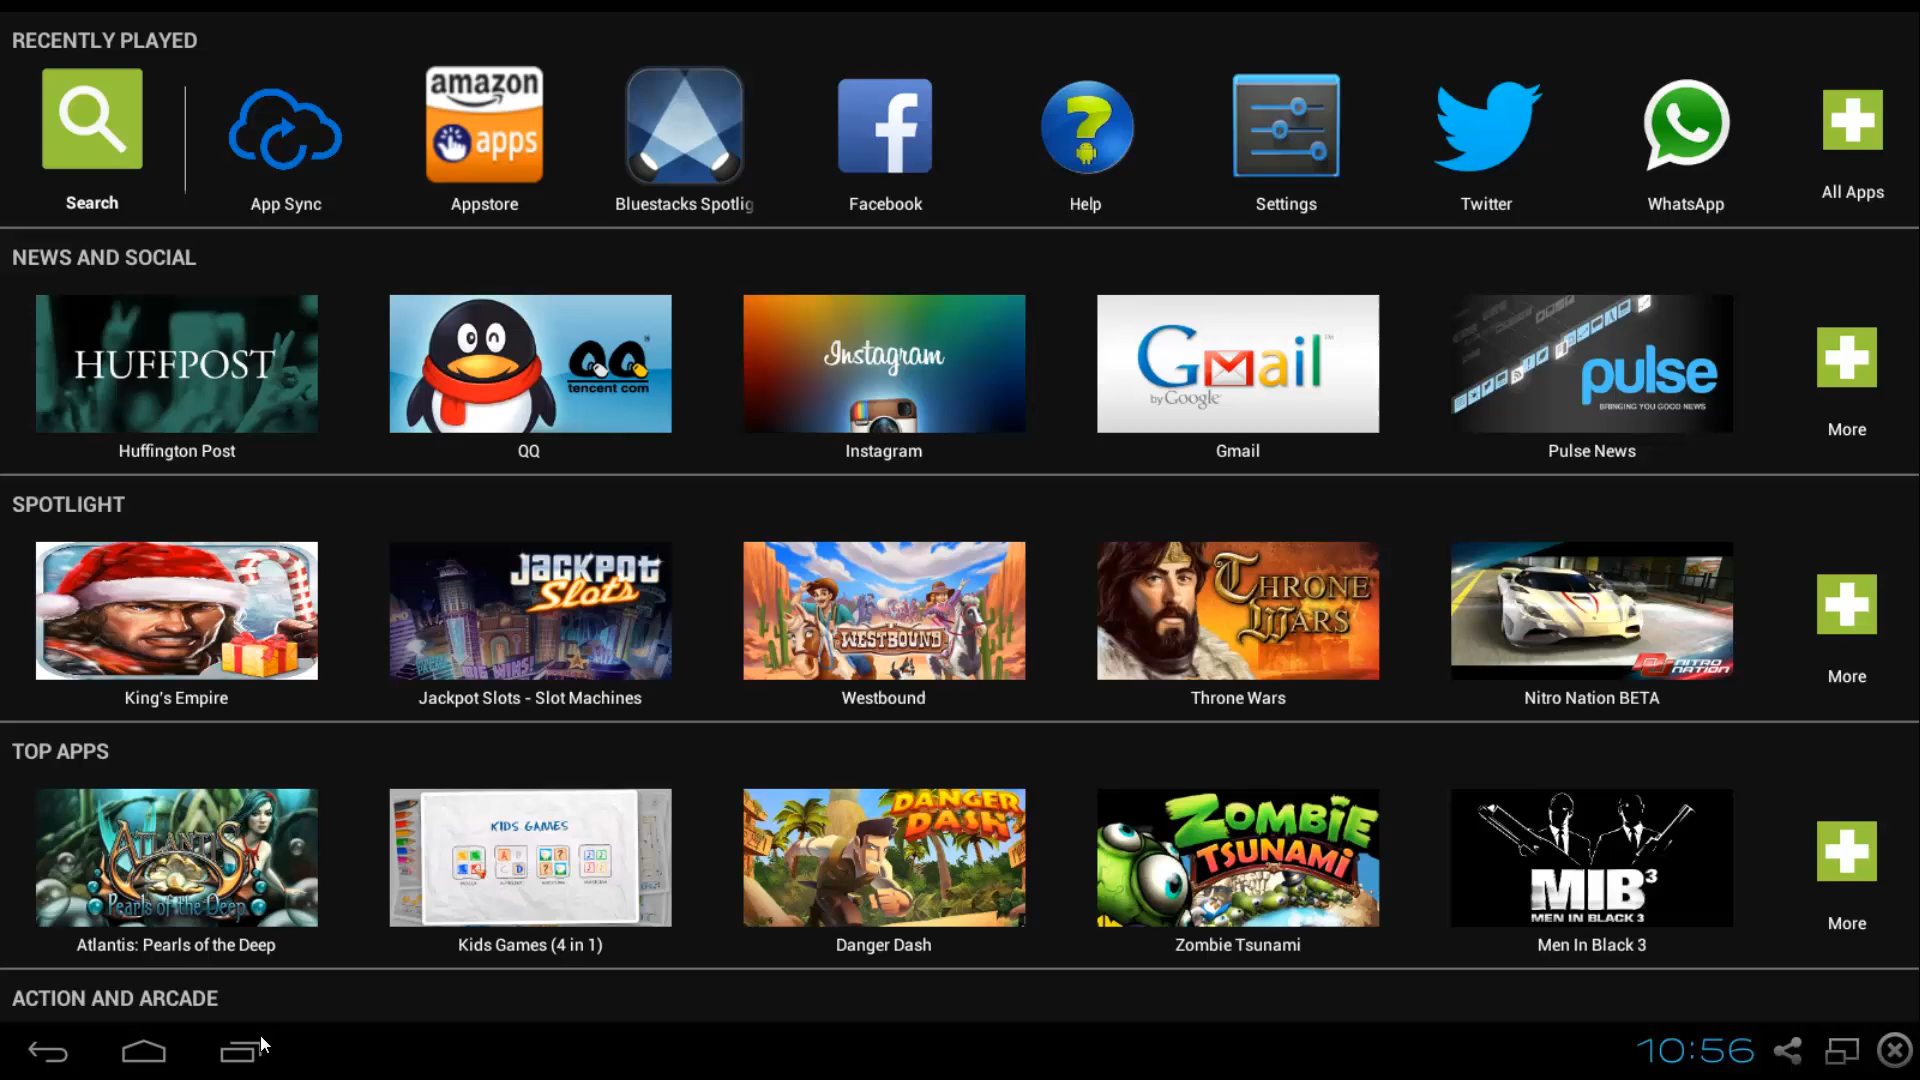 RECENTLY PLAYED
amazon
apps
Search
App Sync
Appstore
Bluestacks Spotlig
Facebook
Help
Settings
Twitter
WhatsApp
All Apps
NEWS AND SOCIAL
HUFFPOST
QQ
tencent com
Instagram
Gmail™
by Google
pulse
BRINGING YOU GOOD NEWS
Huffington Post
QQ
Instagram
Gmail
Pulse News
More
SPOTLIGHT
JACKPOT
Slots
BIG WINS!
WESTBOUND
THRONE
WARS
NITRO
NATION
King's Empire
Jackpot Slots - Slot Machines
Westbound
Throne Wars
Nitro Nation BETA
More
TOP APPS
ATLANTIS
Pearls of the Deep
KIDS GAMES
DANGER
DASH
ZOMBIE
TSUNAMI
MIB³
MEN IN BLACK 3
Atlantis: Pearls of the Deep
Kids Games (4 in 1)
Danger Dash
Zombie Tsunami
Men In Black 3
More
ACTION AND ARCADE
10:56